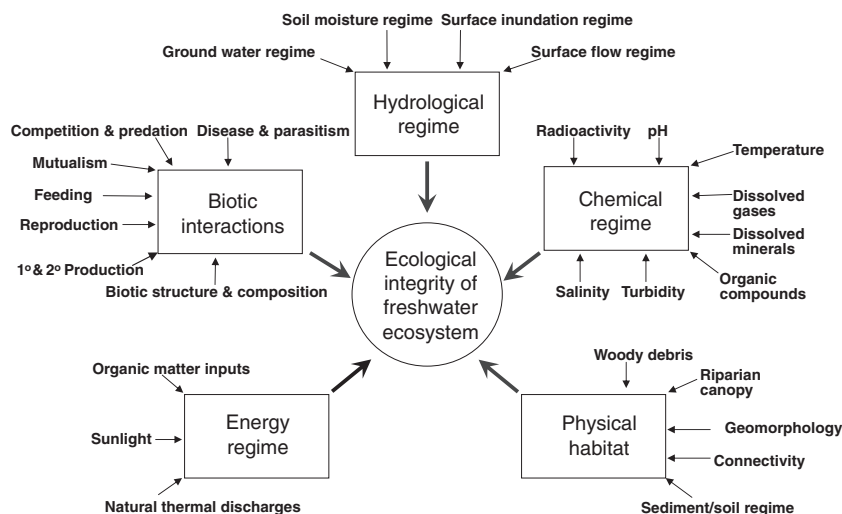 Soil moisture regime
Surface inundation regime
Ground water regime
Surface flow regime
Hydrological
regime
Competition & predation
Disease & parasitism
Mutualism
Feeding
Reproduction
1º & 2º Production
Biotic structure & composition
Biotic
interactions
Radioactivity
pH
Temperature
Dissolved
gases
Dissolved
minerals
Organic
compounds
Salinity
Turbidity
Chemical
regime
Ecological
integrity of
freshwater
ecosystem
Organic matter inputs
Sunlight
Natural thermal discharges
Energy
regime
Woody debris
Riparian
canopy
Geomorphology
Connectivity
Sediment/soil regime
Physical
habitat